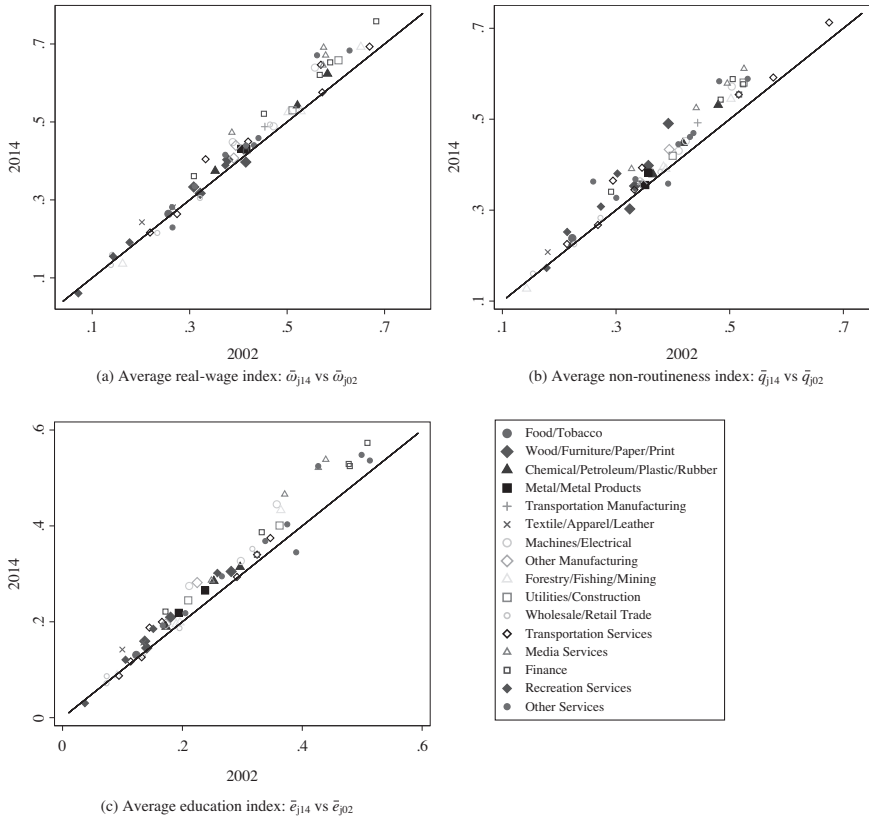 .7
.5
.3
.1
2014
.1
.3
.5
.7
2002
(a) Average real-wage index: ω̄j14 vs ω̄j02
.7
.5
.3
.1
2014
.1
.3
.5
.7
2002
(b) Average non-routineness index: q̄j14 vs q̄j02
.6
.4
.2
0
2014
0
.2
.4
.6
2002
(c) Average education index: ēj14 vs ēj02
Food/Tobacco
Wood/Furniture/Paper/Print
Chemical/Petroleum/Plastic/Rubber
Metal/Metal Products
Transportation Manufacturing
Textile/Apparel/Leather
Machines/Electrical
Other Manufacturing
Forestry/Fishing/Mining
Utilities/Construction
Wholesale/Retail Trade
Transportation Services
Media Services
Finance
Recreation Services
Other Services